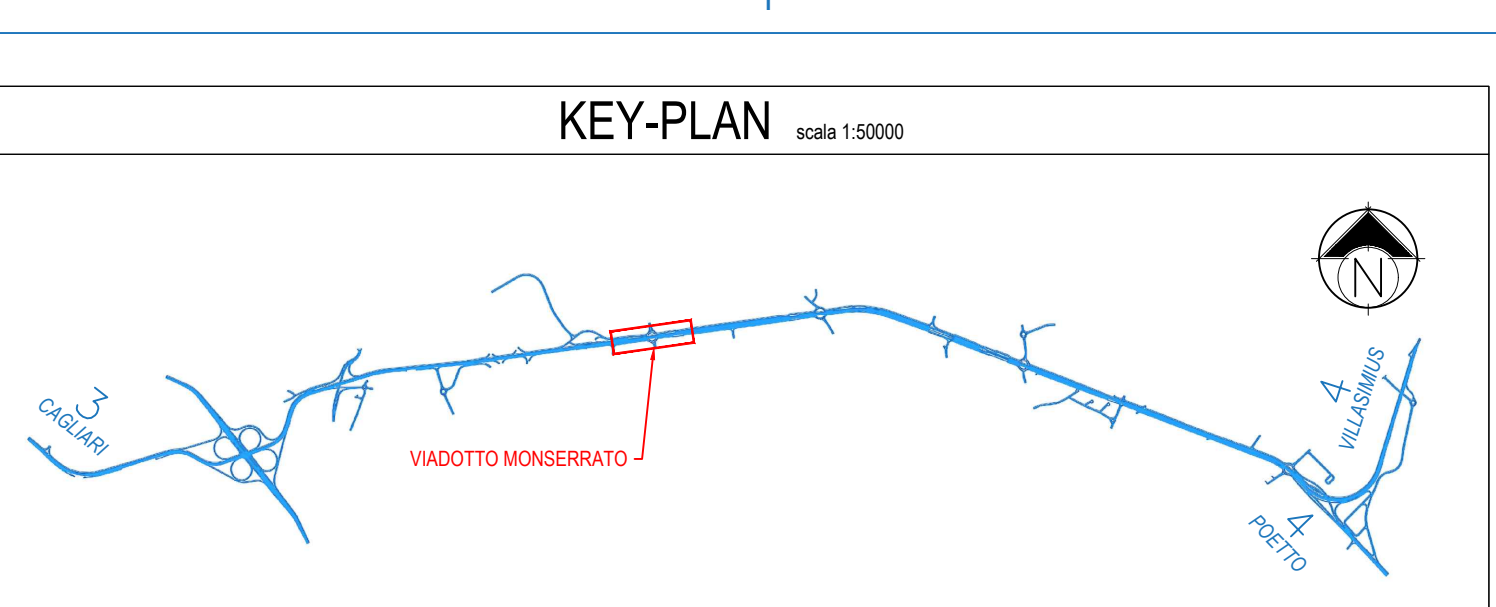 KEY-PLAN scala 1:50000
N
3
CAGLIARI
VIADOTTO MONSERRATO
4
VILLASIMIUS
4
POETTO